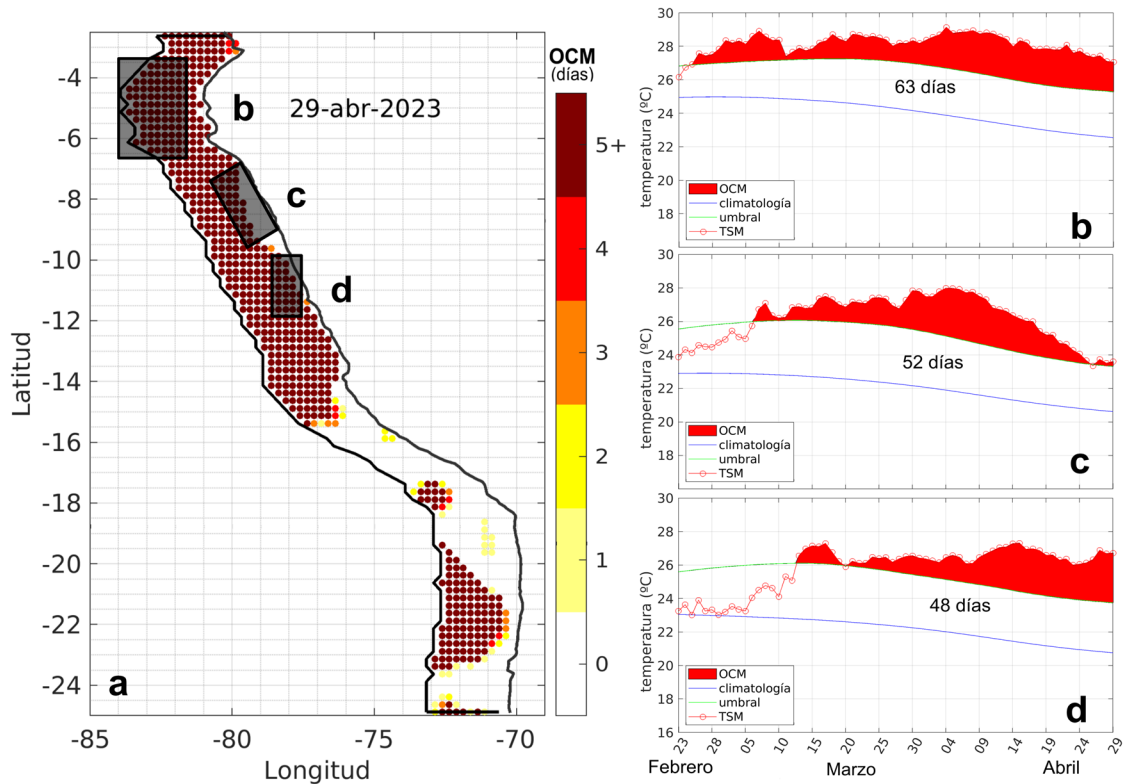 OCM
(días)
29-abr-2023
-4
-6
-8
-10
-12
-14
-16
-18
-20
-22
-24
-85
-80
-75
-70
Latitud
Longitud
a
b
c
d
5+
4
3
2
1
0
temperatura (ºC)
30
28
26
24
22
20
18
16
63 días
OCM
climatología
umbral
TSM
b
temperatura (ºC)
30
28
26
24
22
20
18
16
52 días
OCM
climatología
umbral
TSM
c
temperatura (ºC)
30
28
26
24
22
20
18
16
48 días
OCM
climatología
umbral
TSM
d
23 28 05 10 15 20 25 30 04 09 14 19 24 29
Febrero Marzo Abril